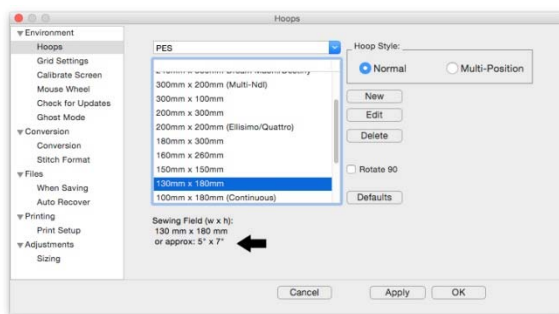 Hoops
Environment
Hoops
Grid Settings
Calibrate Screen
Mouse Wheel
Check for Updates
Ghost Mode
Conversion
Conversion
Stitch Format
Files
When Saving
Auto Recover
Printing
Print Setup
Adjustments
Sizing
PES
300mm x 200mm (Multi-Ndl)
300mm x 100mm
200mm x 300mm
200mm x 200mm (Ellisimo/Quattro)
180mm x 300mm
160mm x 260mm
150mm x 150mm
130mm x 180mm
100mm x 180mm (Continuous)
Sewing Field (w x h):
130 mm x 180 mm
or approx: 5" x 7"
Hoop Style:
Normal Multi-Position
New
Edit
Delete
Rotate 90
Defaults
Cancel Apply OK